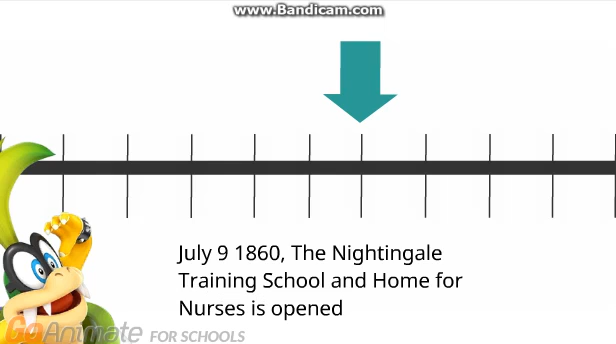 www.Bandicam.com
July 9 1860, The Nightingale
Training School and Home for
Nurses is opened
GoAnimate FOR SCHOOLS